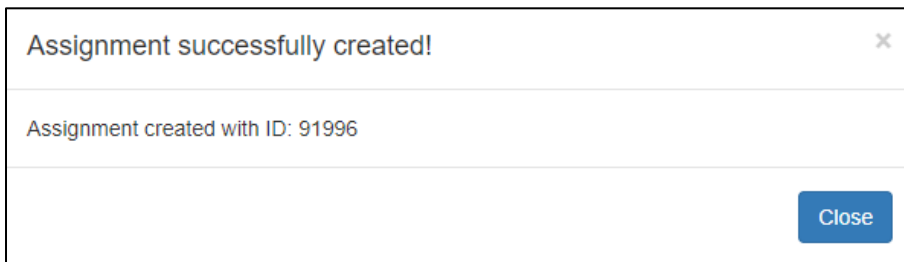 Assignment successfully created!
×
Assignment created with ID: 91996
Close